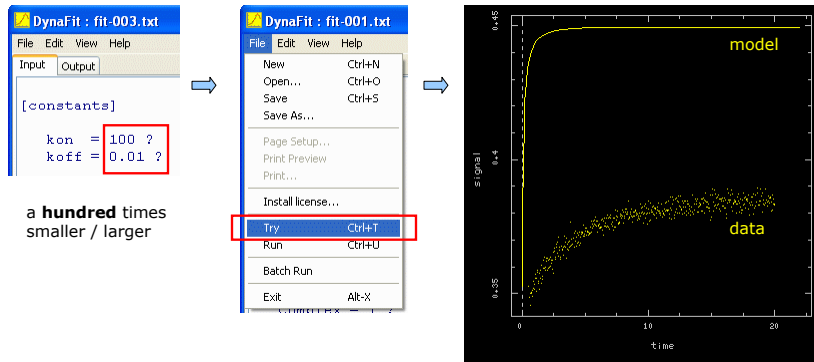 DynaFit : fit-003.txt
File Edit View Help
Input Output
[constants]
kon = 100 ?
koff = 0.01 ?
a hundred times
smaller / larger
DynaFit : fit-001.txt
File Edit View Help
New Ctrl+N
Open... Ctrl+O
Save Ctrl+S
Save As...
Page Setup...
Print Preview
Print...
Install license...
Try Ctrl+T
Run Ctrl+U
Batch Run
Exit Alt-X
0.45
model
0.4
signal
data
0.35
0 10 20
time